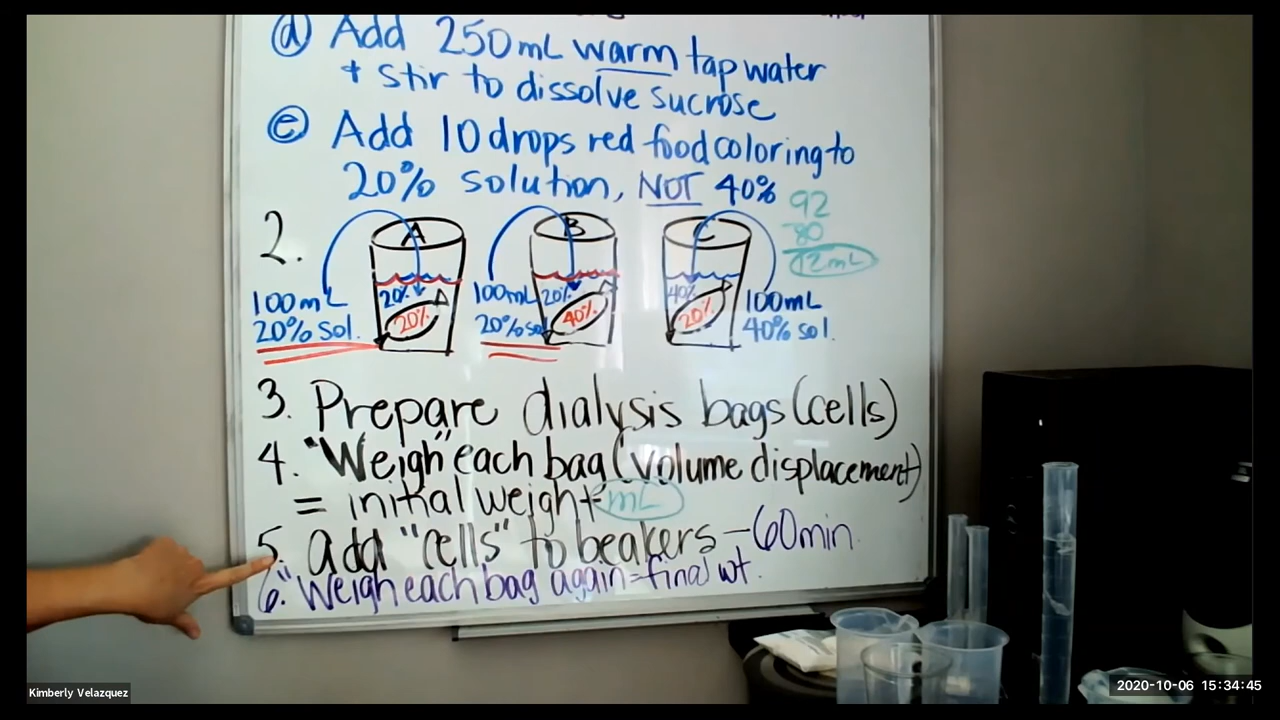 (d) Add 250mL warm tap water
+ stir to dissolve sucrose
(e) Add 10 drops red food coloring to
20% solution, NOT 40%
92
80
12mL
2.
A
B
C
100mL
20% sol.
20%
20%
100mL
20% sol
20%
40%
40%
20%
100mL
40% sol.
3. Prepare dialysis bags (cells)
4. "Weigh" each bag (volume displacement)
= initial weight mL
5. add "cells" to beakers - 60min
6. "Weigh each bag again = final wt.
Kimberly Velazquez
2020-10-06 15:34:45